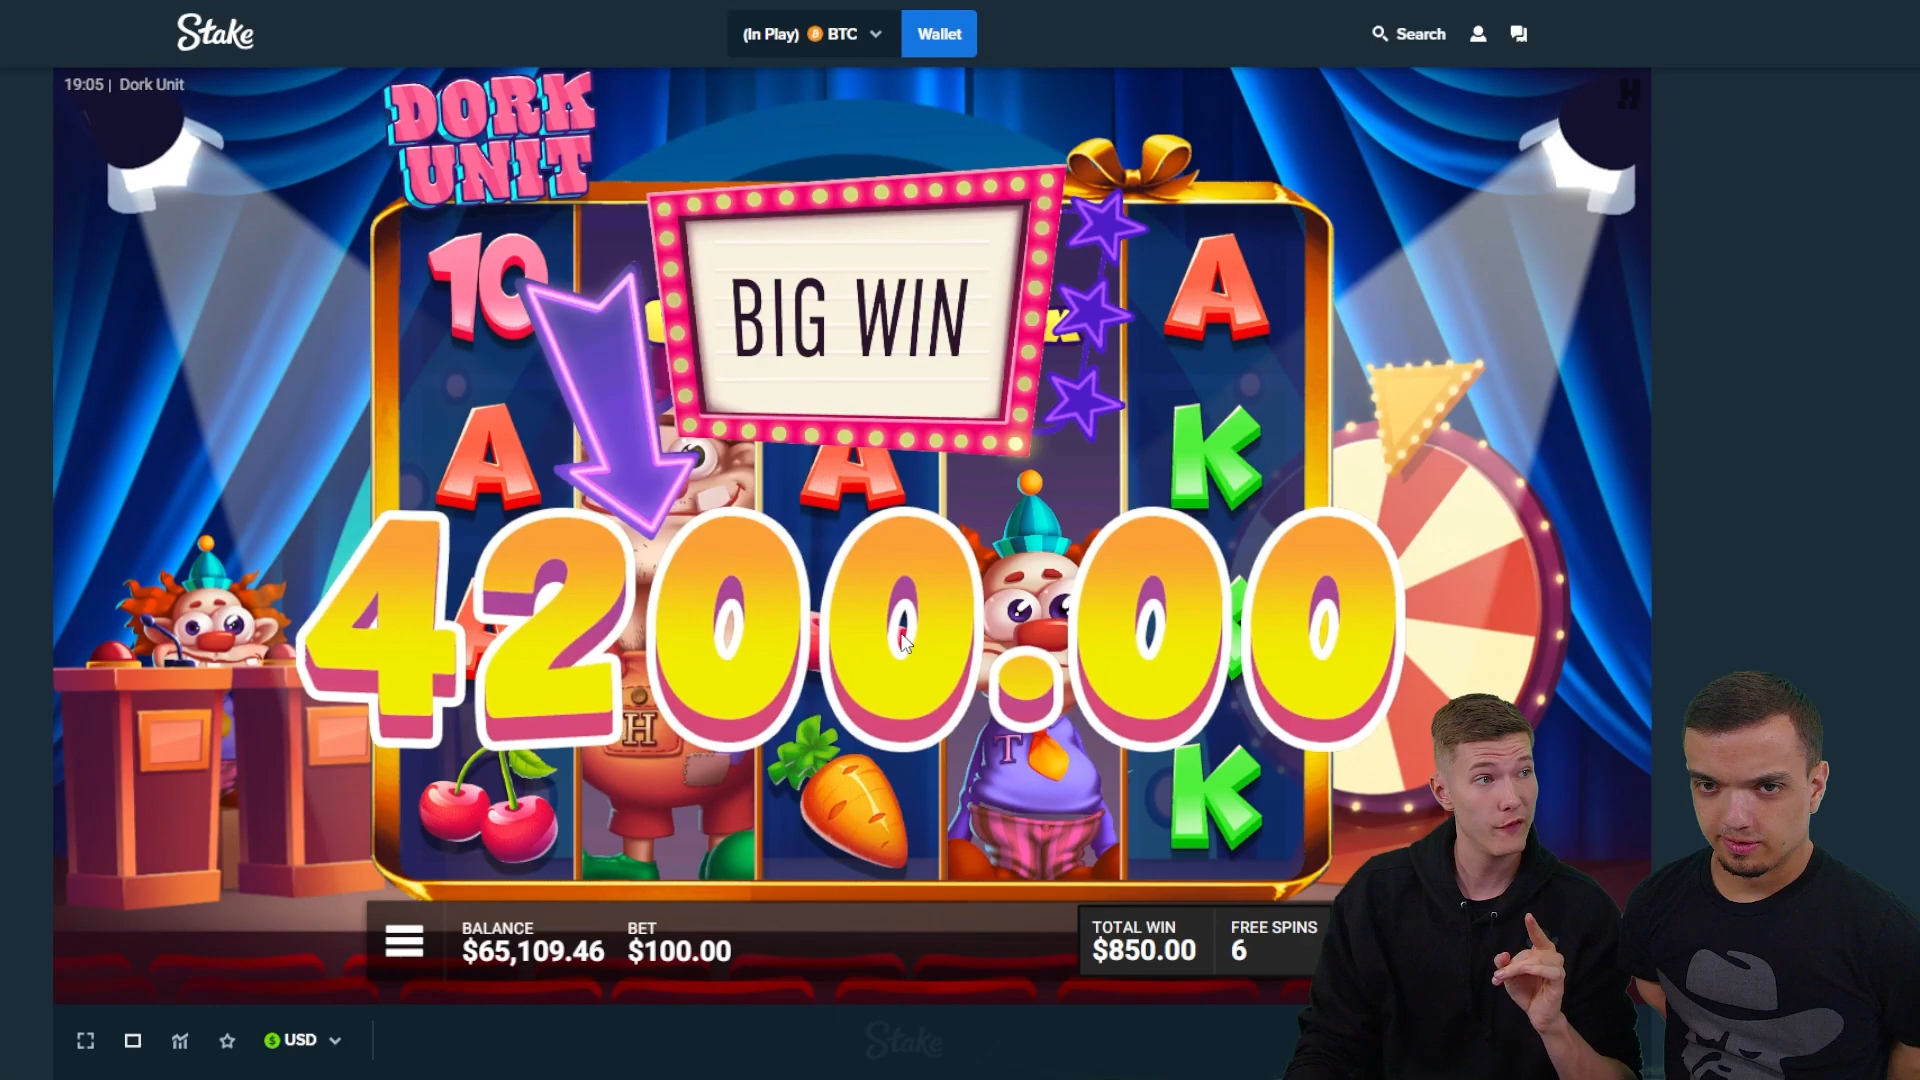 Stake
(In Play) BTC
Wallet
Search
19:05 | Dork Unit
DORK
UNIT
BIG WIN
10
A
A
A
K
4200.00
H
T
K
BALANCE
$65,109.46
BET
$100.00
TOTAL WIN
$850.00
FREE SPINS
6
USD
Stake